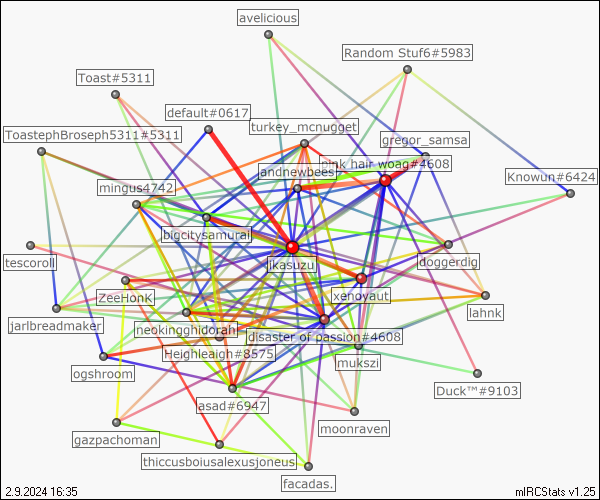 avelicious
Random Stuf6#5983
Toast#5311
default#0617
turkey_mcnugget
ToastephBroseph5311#5311
gregor_samsa
pink hair woag#4608
andnewbees
Knowun#6424
mingus4742
bigcitysamurai
doggerdig
tescoroll
ikasuzu
xenoyaut
ZeeHonK
lahnk
jarlbreadmaker
neokingghidorah
disaster of passion#4608
Heighleaigh#8575
mukszi
ogshroom
Duck™#9103
asad#6947
moonraven
gazpachoman
thiccusboiusalexusjoneus
facadas.
2.9.2024 16:35
mIRCStats v1.25